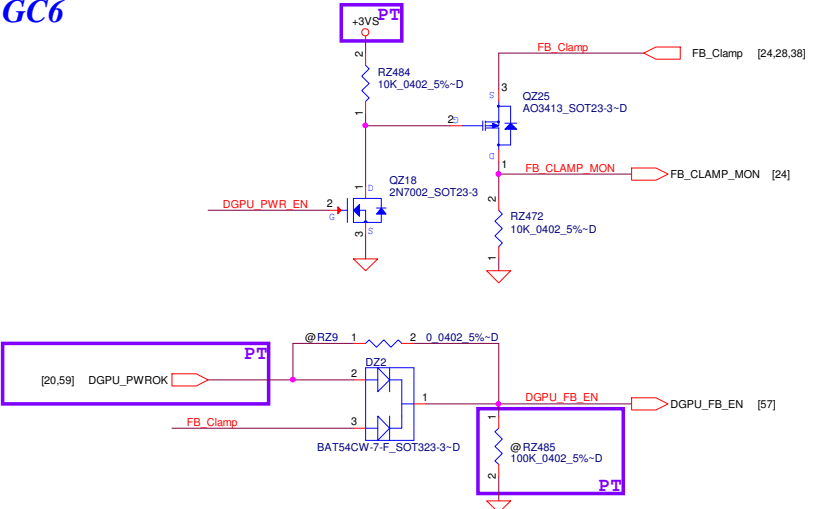 GC6
PT
+3VS
2
RZ484
10K_0402_5%~D
1
FB_Clamp
FB_Clamp [24,28,38]
3
S
QZ25
AO3413_SOT23-3~D
2
G
D
1
FB_CLAMP_MON
FB_CLAMP_MON [24]
1
D
QZ18
2N7002_SOT23-3
DGPU_PWR_EN
2
G
3
S
2
RZ472
10K_0402_5%~D
1
@RZ9 1 2 0_0402_5%~D
PT
[20,59] DGPU_PWROK
DZ2
2
1
DGPU_FB_EN
DGPU_FB_EN [57]
FB_Clamp
3
BAT54CW-7-F_SOT323-3~D
1
@RZ485
100K_0402_5%~D
2
PT